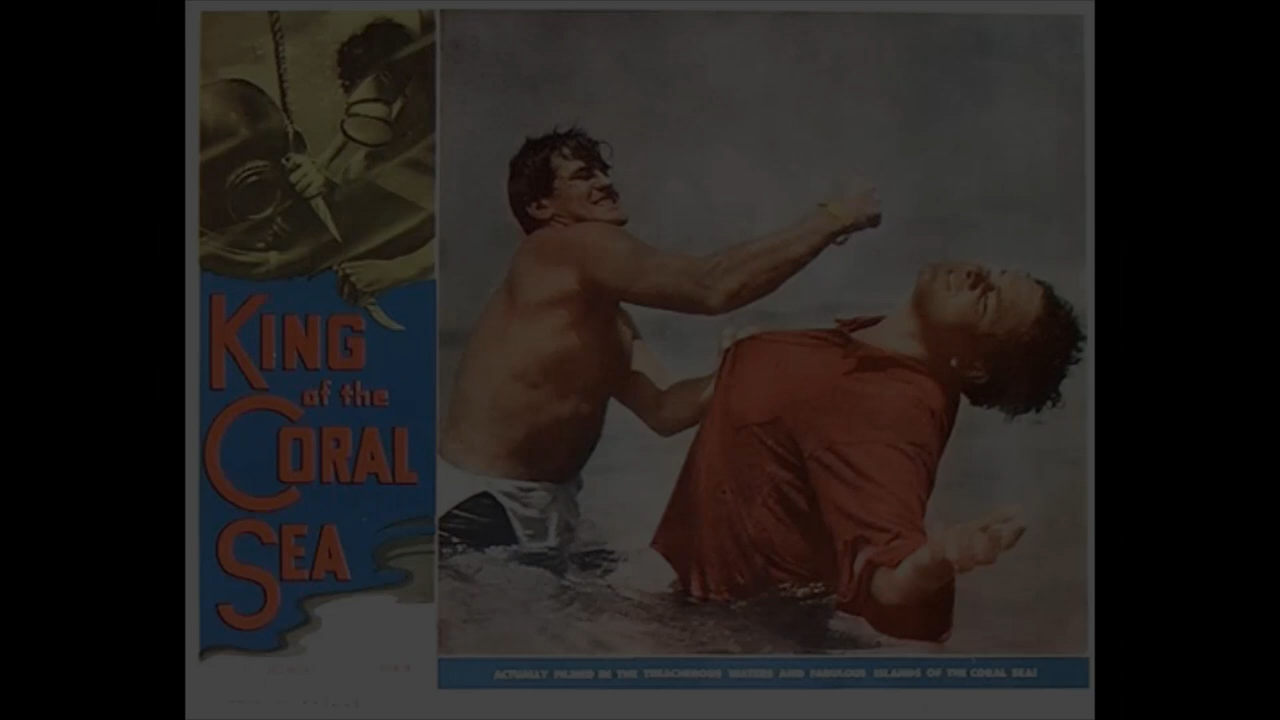 KING
of the
CORAL
SEA
ACTUALLY FILMED IN THE TREACHEROUS WATERS AND FABULOUS ISLANDS OF THE CORAL SEA!